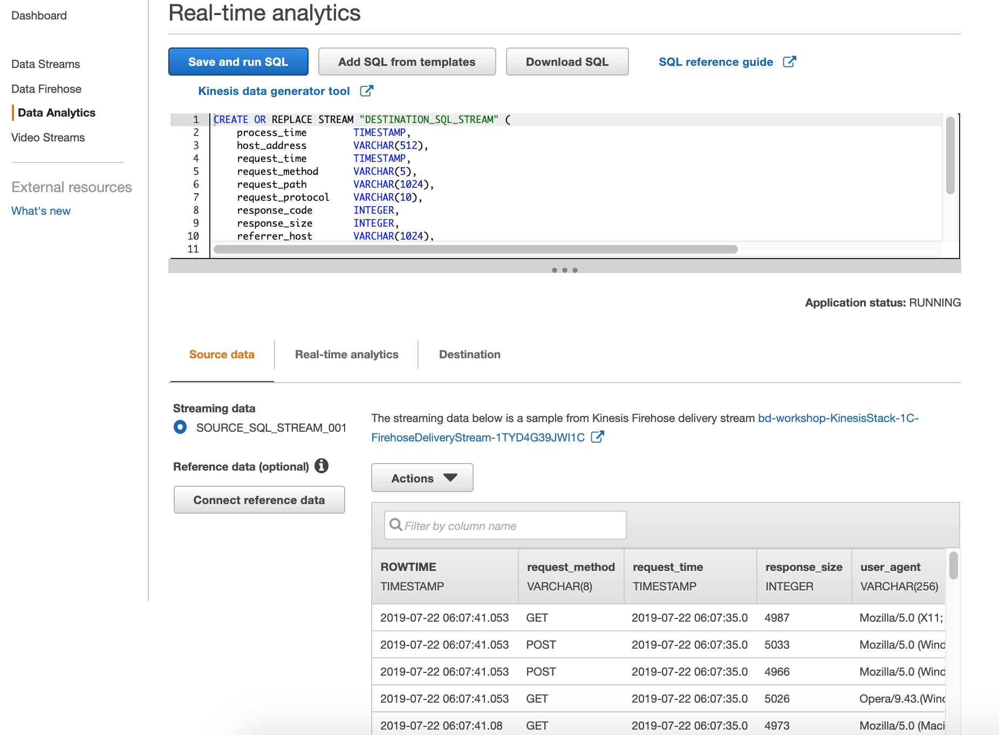 Dashboard
Data Streams
Data Firehose
Data Analytics
Video Streams
External resources
What's new
Real-time analytics
Save and run SQL
Add SQL from templates
Download SQL
SQL reference guide
Kinesis data generator tool
1 CREATE OR REPLACE STREAM "DESTINATION_SQL_STREAM" (
2 process_time TIMESTAMP,
3 host_address VARCHAR(512),
4 request_time TIMESTAMP,
5 request_method VARCHAR(5),
6 request_path VARCHAR(1024),
7 request_protocol VARCHAR(10),
8 response_code INTEGER,
9 response_size INTEGER,
10 referrer_host VARCHAR(1024),
11
Application status: RUNNING
Source data
Real-time analytics
Destination
Streaming data
SOURCE_SQL_STREAM_001
Reference data (optional)
Connect reference data
The streaming data below is a sample from Kinesis Firehose delivery stream bd-workshop-KinesisStack-1C-
FirehoseDeliveryStream-1TYD4G39JWI1C
Actions
Filter by column name
ROWTIME request_method request_time response_size user_agent
TIMESTAMP VARCHAR(8) TIMESTAMP INTEGER VARCHAR(256)
2019-07-22 06:07:41.053 GET 2019-07-22 06:07:35.0 4987 Mozilla/5.0 (X11;
2019-07-22 06:07:41.053 POST 2019-07-22 06:07:35.0 5033 Mozilla/5.0 (Wind
2019-07-22 06:07:41.053 POST 2019-07-22 06:07:35.0 4966 Mozilla/5.0 (Wind
2019-07-22 06:07:41.053 GET 2019-07-22 06:07:35.0 5026 Opera/9.43.(Wind
2019-07-22 06:07:41.08 GET 2019-07-22 06:07:35.0 4973 Mozilla/5.0 (Maci